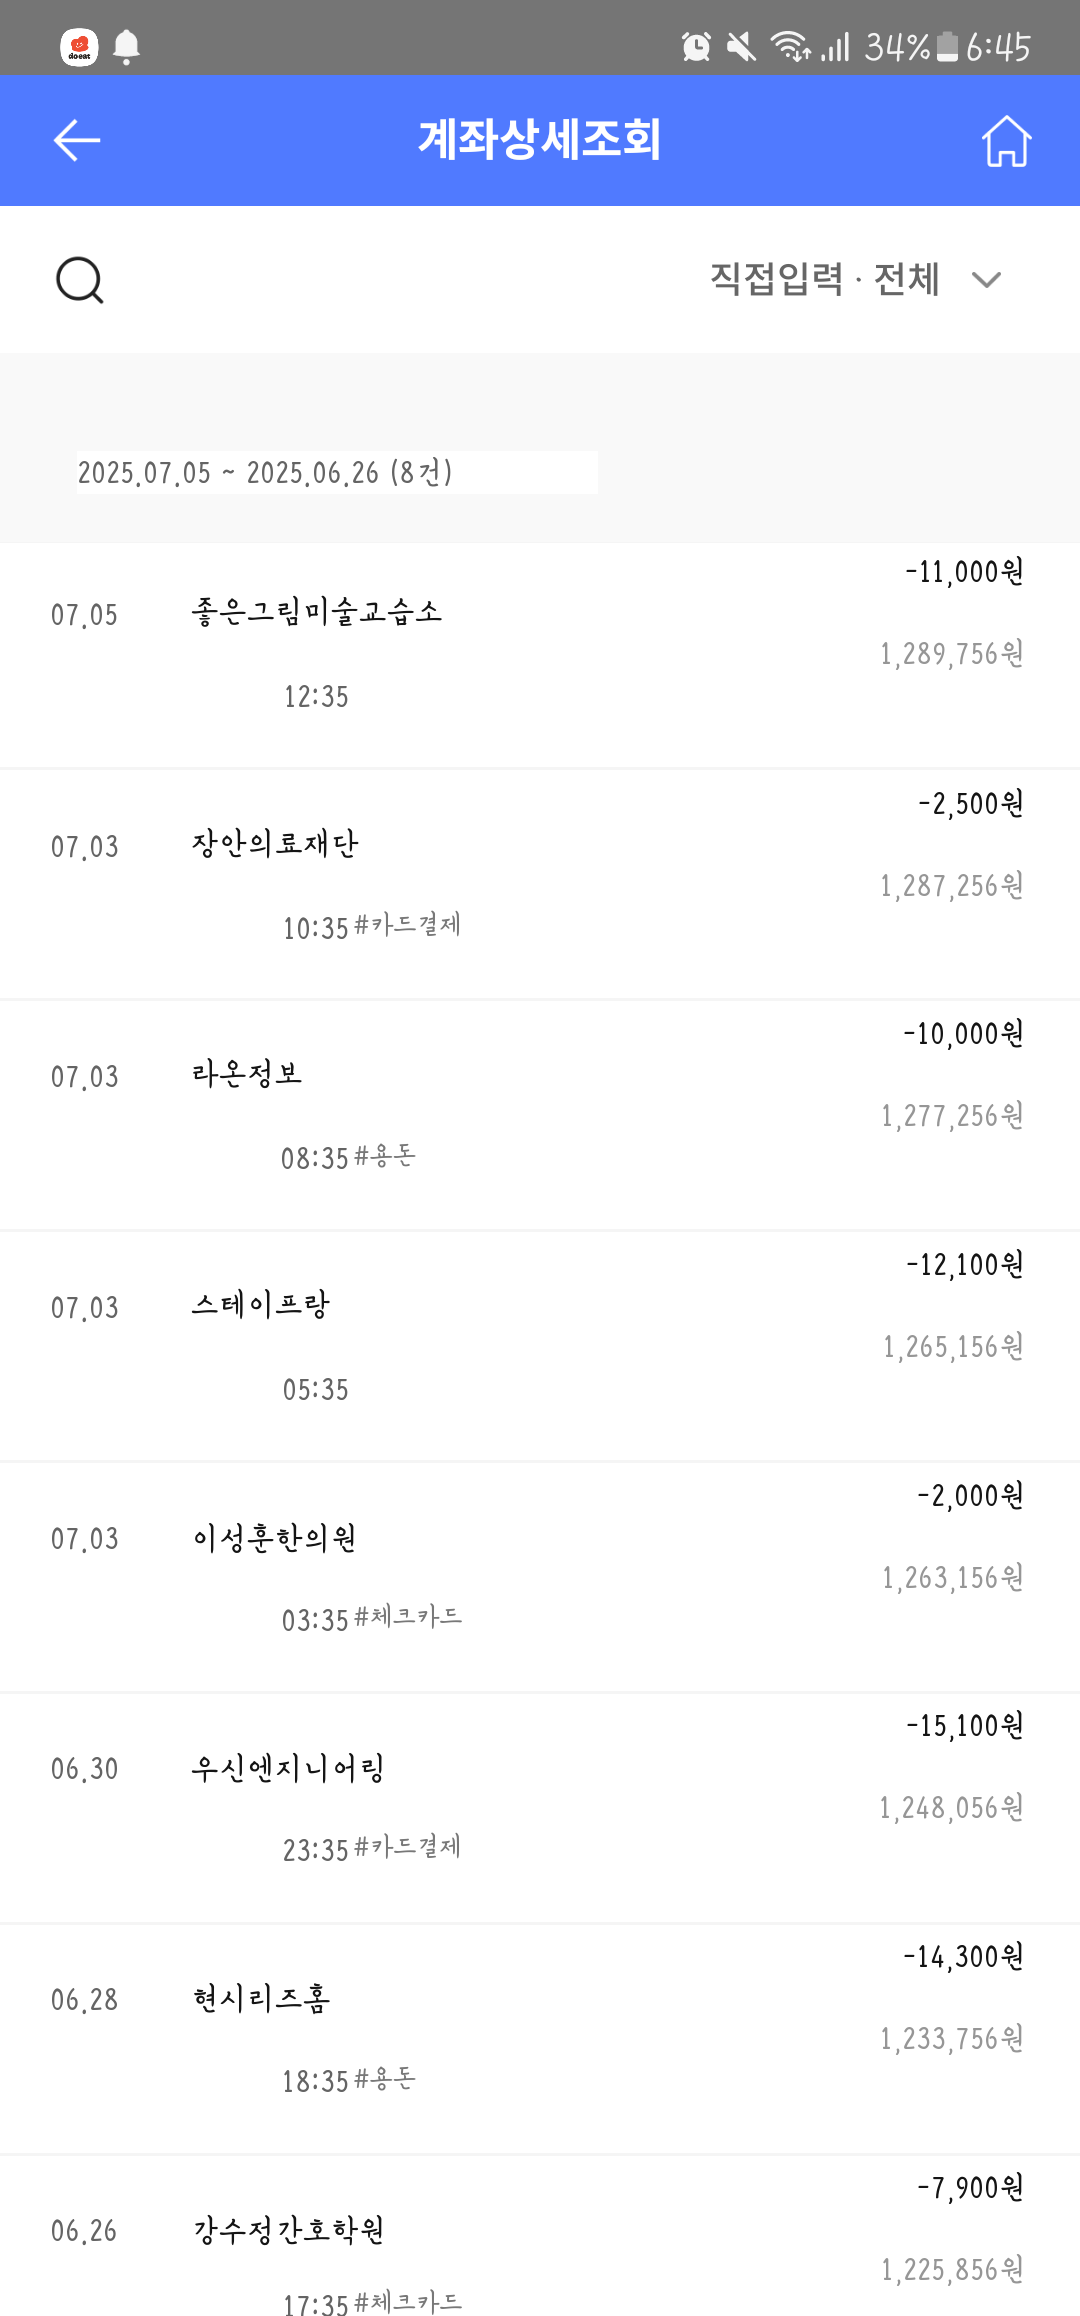 doeat
34% 6:45
계좌상세조회
직접입력 · 전체
2025.07.05 ~ 2025.06.26 (8건)
-11,000원
07.05 좋은그림미술교습소
1,289,756원
12:35
-2,500원
07.03 장안의료재단
1,287,256원
10:35 #카드결제
-10,000원
07.03 라온정보
1,277,256원
08:35 #용돈
-12,100원
07.03 스테이프랑
1,265,156원
05:35
-2,000원
07.03 이성훈한의원
1,263,156원
03:35 #체크카드
-15,100원
06.30 우신엔지니어링
1,248,056원
23:35 #카드결제
-14,300원
06.28 현시리즈홈
1,233,756원
18:35 #용돈
-7,900원
06.26 강수정간호학원
1,225,856원
17:35 #체크카드